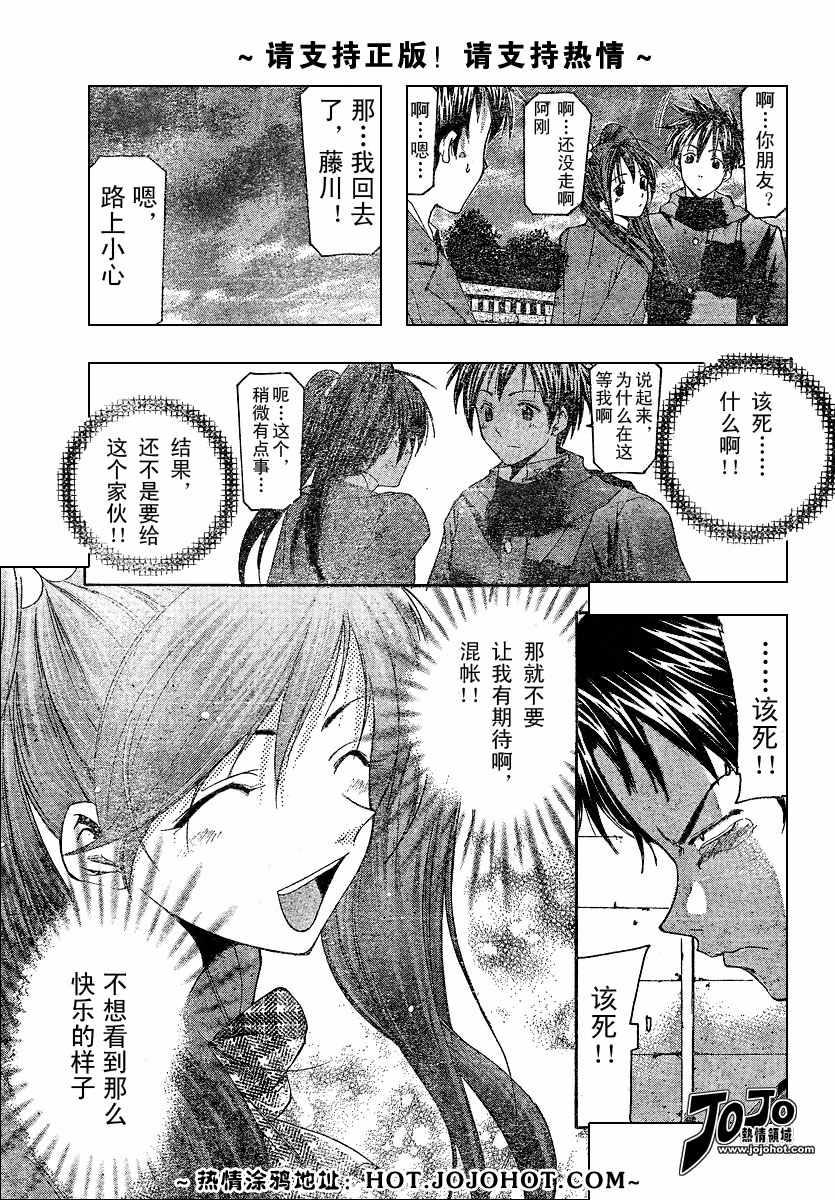 ~请支持正版！请支持热情~
啊…你朋友？
啊…还没走啊
阿刚
啊…嗯…
那…我回去
了，藤川！
嗯，
路上小心
该死……
什么啊!!
说起来，
为什么在这
等我啊
呃…这个，
稍微有点事…
结果，
还不是要给
这个家伙!!
……该死!!
该死!!
那就不要
让我有期待啊，
混帐!!
不想看到那么
快乐的样子
JOJO
热情领域
www.jojohot.com
~热情涂鸦地址：HOT.JOJOHOT.COM~